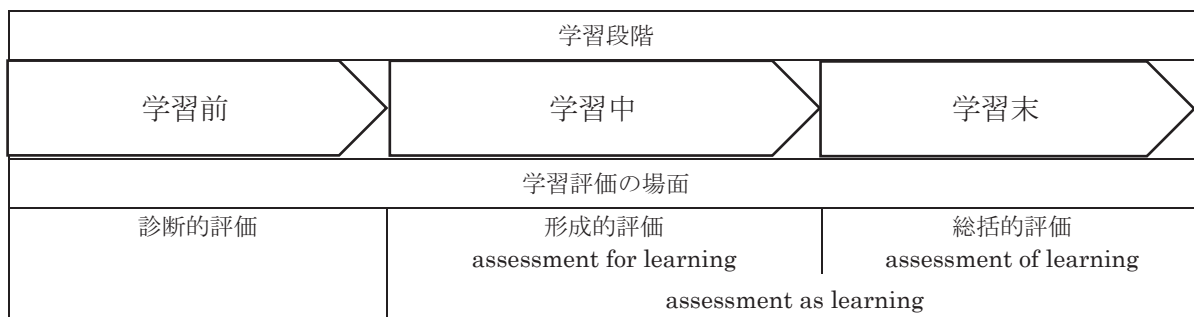 学習段階
学習前 学習中 学習末
学習評価の場面
診断的評価 形成的評価 総括的評価
assessment for learning assessment of learning
assessment as learning